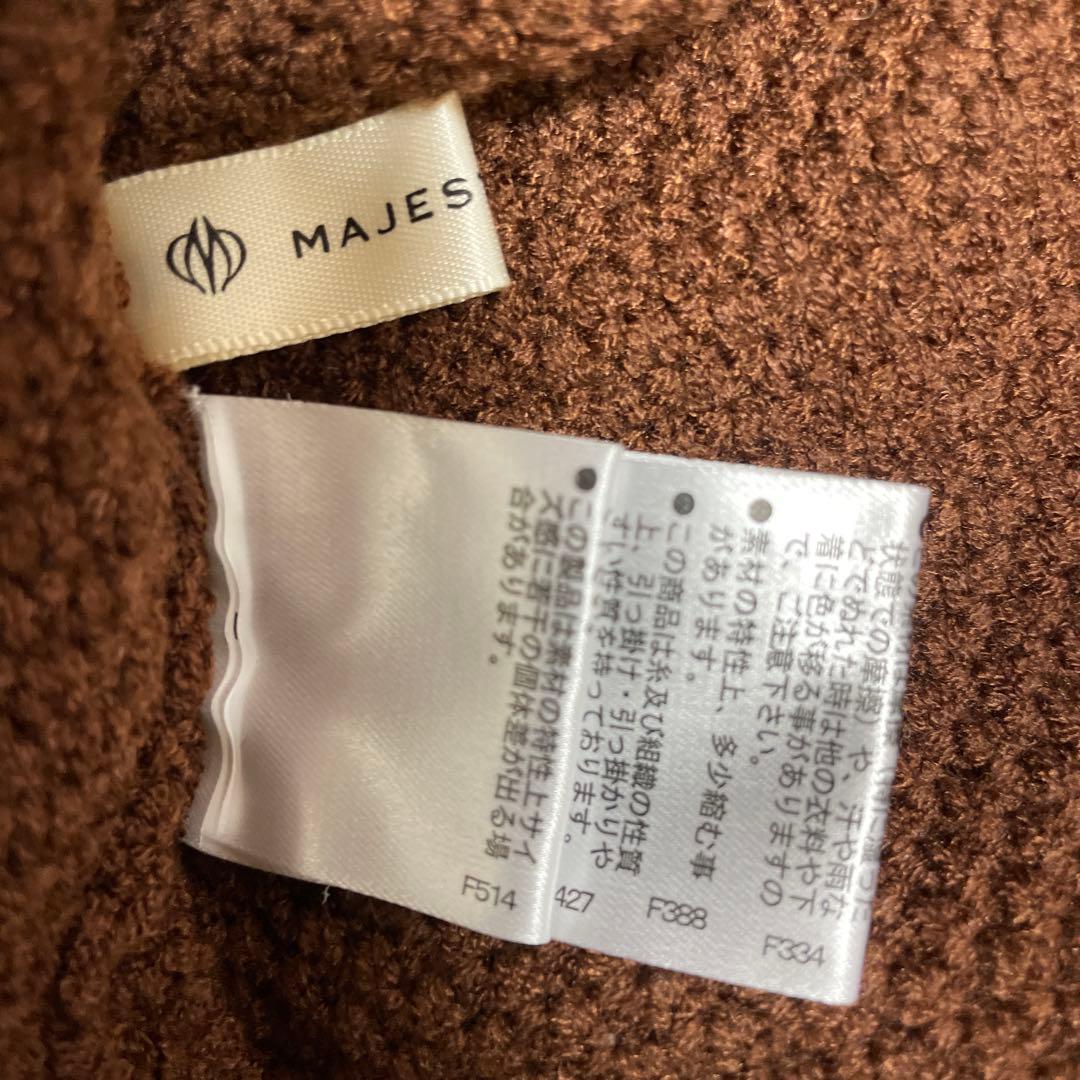 MAJES
状態での摩擦)や、汗や雨な
どでぬれた時は他の衣料や下
着に色が移る事がありますの
で、ご注意下さい。
F334
●素材の特性上、多少縮む事
があります。
F388
●この商品は糸及び組織の性質
上、引っ掛け・引っ掛かりや
すい性質を持っております。
427
●この製品は素材の特性上サイ
ズ感に若干の個体差が出る場
合があります。
F514